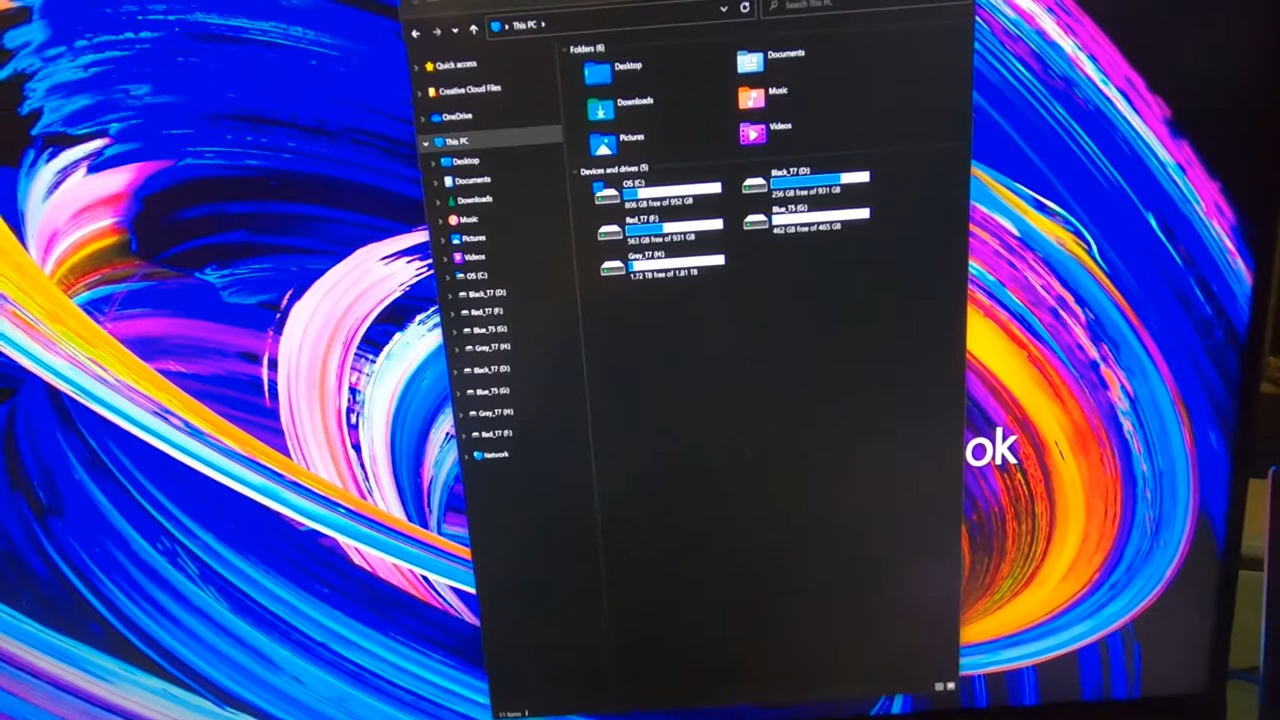 This PC
Search This PC
Quick access
Creative Cloud Files
OneDrive
This PC
Desktop
Documents
Downloads
Music
Pictures
Videos
OS (C:)
Black_T7 (D:)
Red_T7 (F:)
Blue_T5 (G:)
Grey_T7 (H:)
Black_T7 (D:)
Blue_T5 (G:)
Grey_T7 (H:)
Red_T7 (F:)
Network
Folders (6)
Desktop
Documents
Downloads
Music
Pictures
Videos
Devices and drives (5)
OS (C:)
806 GB free of 952 GB
Black_T7 (D:)
256 GB free of 931 GB
Red_T7 (F:)
563 GB free of 931 GB
Blue_T5 (G:)
462 GB free of 465 GB
Grey_T7 (H:)
1.72 TB free of 1.81 TB
ok
11 items